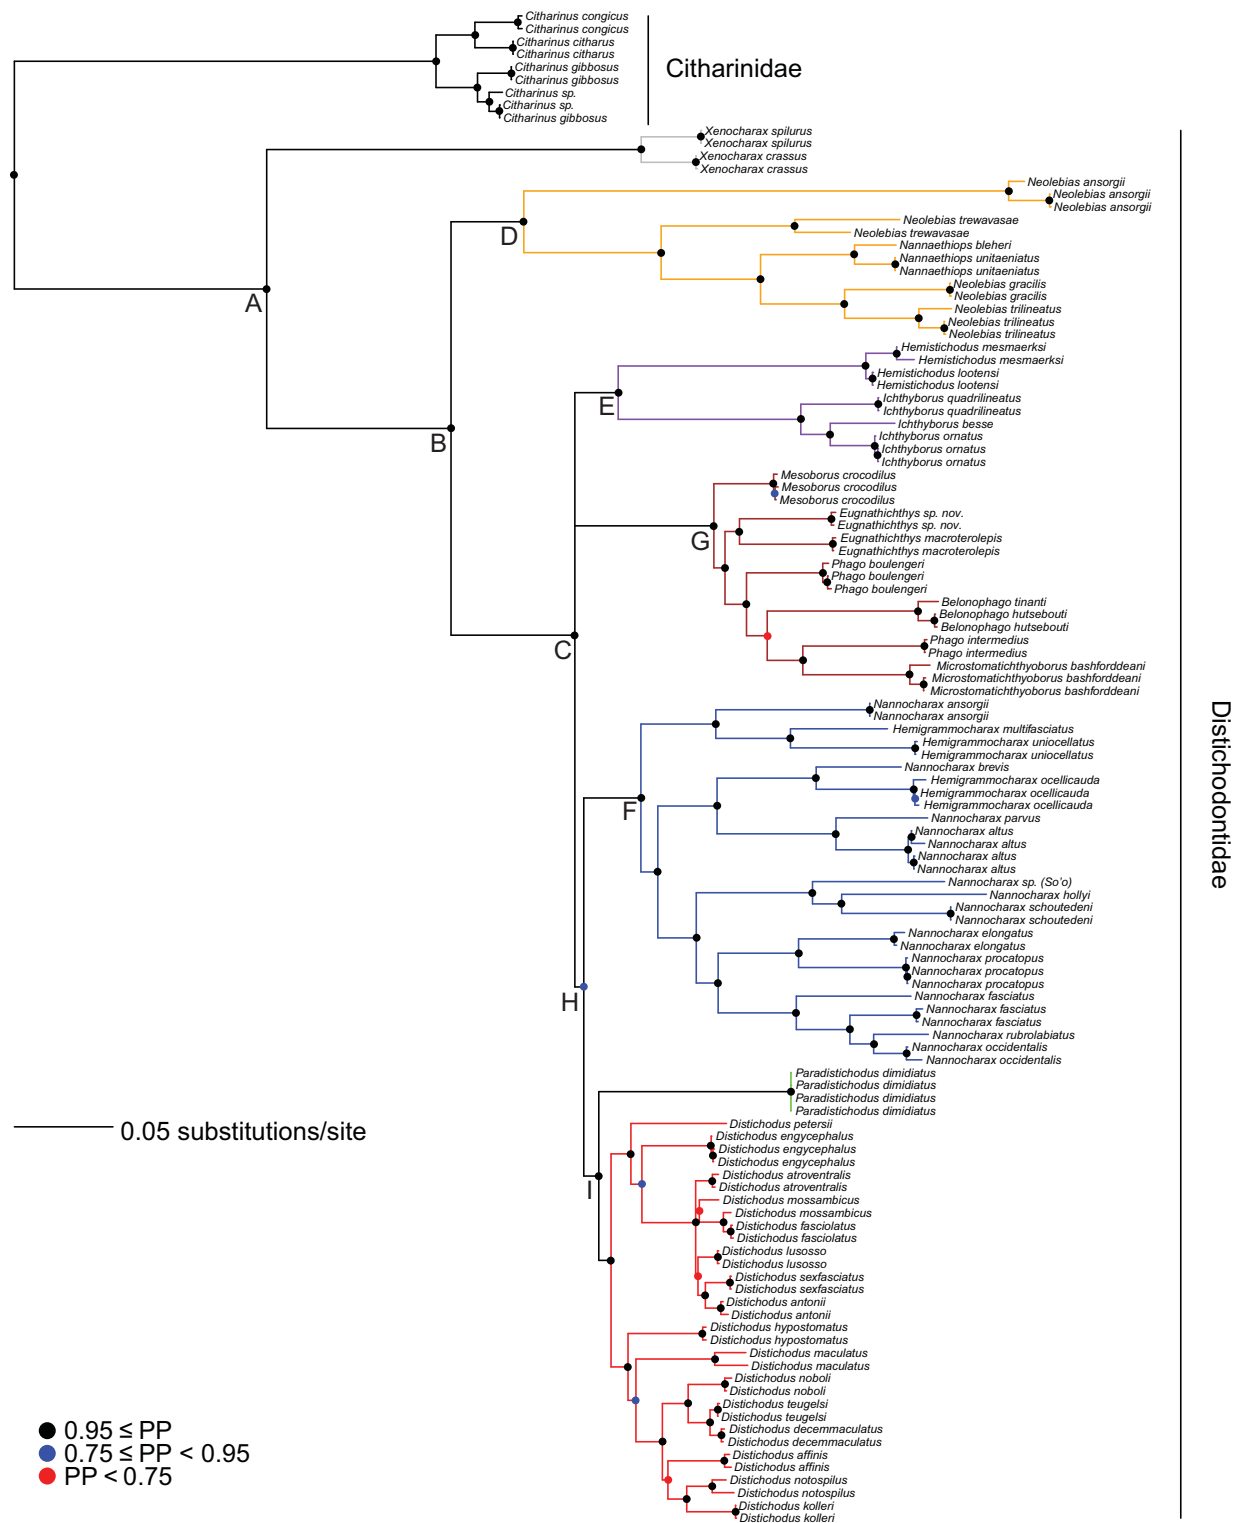 Citharinus congicus
Citharinus congicus
Citharinus citharus
Citharinus citharus
Citharinus gibbosus
Citharinus gibbosus
Citharinus sp.
Citharinus sp.
Citharinus gibbosus
Citharinidae
Xenocharax spilurus
Xenocharax spilurus
Xenocharax crassus
Xenocharax crassus
Neolebias ansorgii
Neolebias ansorgii
Neolebias ansorgii
Neolebias trewavasae
Neolebias trewavasae
D
Nannaethiops bleheri
Nannaethiops unitaeniatus
Nannaethiops unitaeniatus
Neolebias gracilis
Neolebias gracilis
A
Neolebias trilineatus
Neolebias trilineatus
Neolebias trilineatus
Hemistichodus mesmaerksi
Hemistichodus mesmaerksi
Hemistichodus lootensi
Hemistichodus lootensi
E
Ichthyborus quadrilineatus
Ichthyborus quadrilineatus
Ichthyborus besse
B
Ichthyborus ornatus
Ichthyborus ornatus
Ichthyborus ornatus
Mesoborus crocodilus
Mesoborus crocodilus
Mesoborus crocodilus
Eugnathichthys sp. nov.
Eugnathichthys sp. nov.
G
Eugnathichthys macroterolepis
Eugnathichthys macroterolepis
Phago boulengeri
Phago boulengeri
Phago boulengeri
Belonophago tinanti
Belonophago hutsebouti
Belonophago hutsebouti
Phago intermedius
C
Phago intermedius
Microstomatichthyoborus bashforddeani
Microstomatichthyoborus bashforddeani
Microstomatichthyoborus bashforddeani
Nannocharax ansorgii
Nannocharax ansorgii
Hemigrammocharax multifasciatus
Hemigrammocharax uniocellatus
Hemigrammocharax uniocellatus
Nannocharax brevis
Hemigrammocharax ocellicauda
Hemigrammocharax ocellicauda
Hemigrammocharax ocellicauda
F
Nannocharax parvus
Nannocharax altus
Nannocharax altus
Nannocharax altus
Nannocharax altus
Distichodontidae
Nannocharax sp. (So'o)
Nannocharax hollyi
Nannocharax schoutedeni
Nannocharax schoutedeni
Nannocharax elongatus
Nannocharax elongatus
Nannocharax procatopus
Nannocharax procatopus
Nannocharax procatopus
H
Nannocharax fasciatus
Nannocharax fasciatus
Nannocharax fasciatus
Nannocharax rubrolabiatus
Nannocharax occidentalis
Nannocharax occidentalis
Paradistichodus dimidiatus
Paradistichodus dimidiatus
Paradistichodus dimidiatus
Paradistichodus dimidiatus
0.05 substitutions/site
Distichodus petersii
Distichodus engycephalus
Distichodus engycephalus
Distichodus engycephalus
I
Distichodus atroventralis
Distichodus atroventralis
Distichodus mossambicus
Distichodus mossambicus
Distichodus fasciolatus
Distichodus fasciolatus
Distichodus lusosso
Distichodus lusosso
Distichodus sexfasciatus
Distichodus sexfasciatus
Distichodus antonii
Distichodus antonii
Distichodus hypostomatus
Distichodus hypostomatus
Distichodus maculatus
Distichodus maculatus
Distichodus noboli
Distichodus noboli
Distichodus teugelsi
Distichodus teugelsi
Distichodus decemmaculatus
Distichodus decemmaculatus
Distichodus affinis
Distichodus affinis
Distichodus notospilus
Distichodus notospilus
Distichodus kolleri
Distichodus kolleri
0.95 ≤ PP
0.75 ≤ PP < 0.95
PP < 0.75